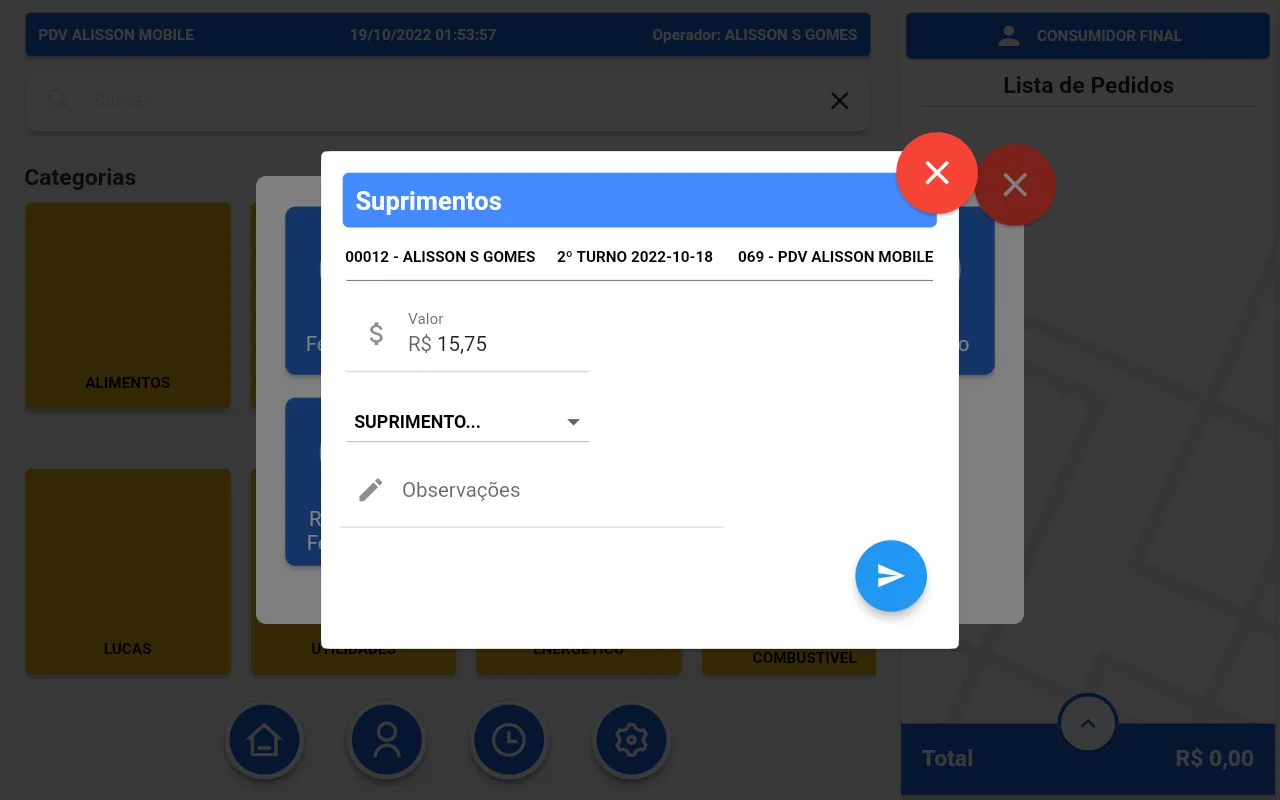 PDV ALISSON MOBILE 19/10/2022 01:53:57 Operador: ALISSON S GOMES
CONSUMIDOR FINAL
Buscar
Lista de Pedidos
Categorias
Suprimentos
00012 - ALISSON S GOMES 2º TURNO 2022-10-18 069 - PDV ALISSON MOBILE
Valor
R$ 15,75
SUPRIMENTO...
Observações
ALIMENTOS
LUCAS
UTILIDADES
ENERGETICO
COMBUSTIVEL
Total R$ 0,00